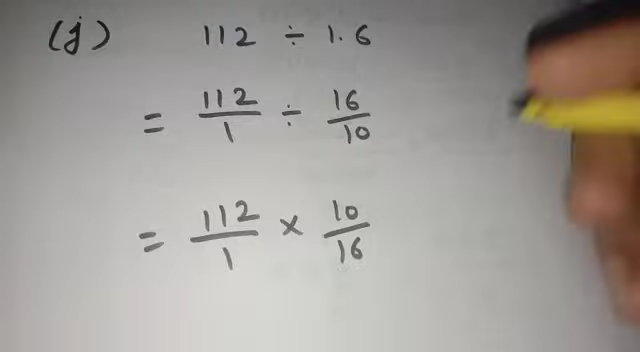 (j) 112 ÷ 1.6
= 112/1 ÷ 16/10
= 112/1 × 10/16